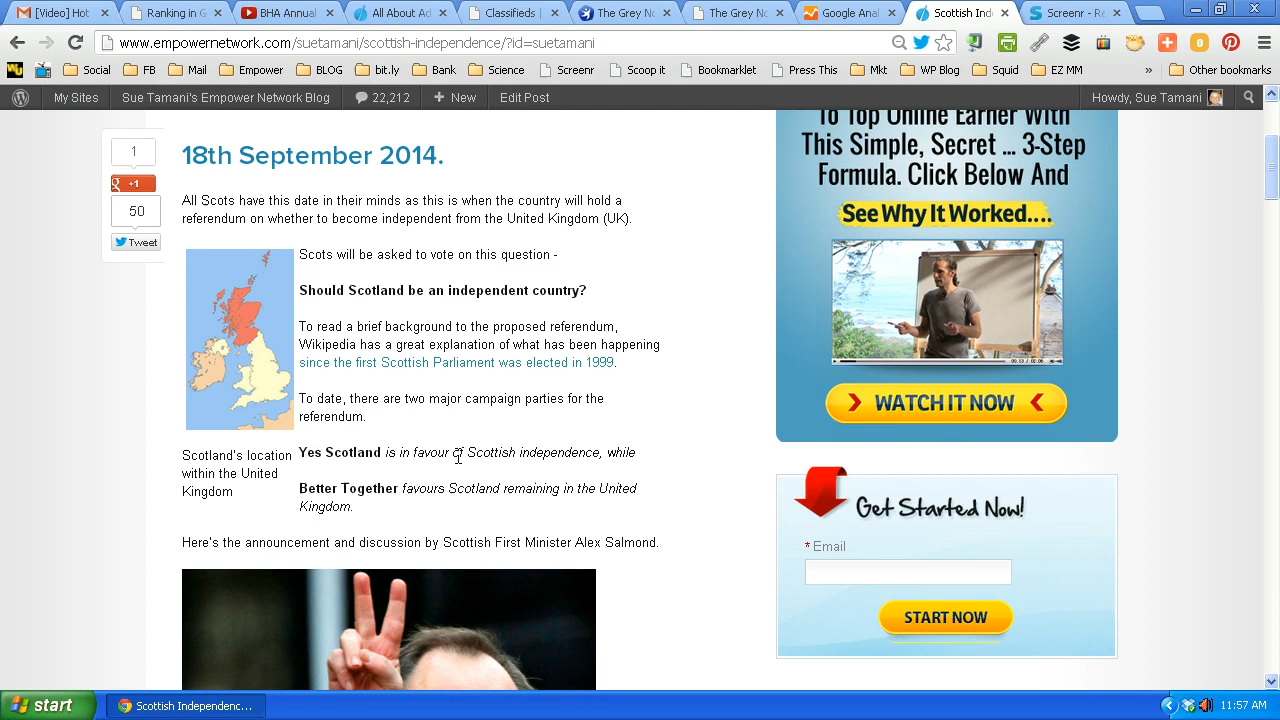 [Video] Hot
Ranking in G
BHA Annual
All About Ad
Classifieds |
The Grey No
The Grey No
Google Anal
Scottish Ind
Screenr - Re
www.empowernetwork.com/suetamani/scottish-independence/?id=suetamani
Social
FB
Mail
Empower
BLOG
bit.ly
Bank
Science
Screenr
Scoop it
Bookmarklet
Press This
Mkt
WP Blog
Squid
EZ MM
»
Other bookmarks
My Sites
Sue Tamani's Empower Network Blog
22,212
+ New
Edit Post
Howdy, Sue Tamani
1
g +1
50
Tweet
18th September 2014.
All Scots have this date in their minds as this is when the country will hold a
referendum on whether to become independent from the United Kingdom (UK).
Scots will be asked to vote on this question -
Should Scotland be an independent country?
To read a brief background to the proposed referendum,
Wikipedia has a great explanation of what has been happening
since the first Scottish Parliament was elected in 1999.
To date, there are two major campaign parties for the
referendum.
Scotland's location
within the United
Kingdom
Yes Scotland is in favour of Scottish independence, while
Better Together favours Scotland remaining in the United
Kingdom.
Here's the announcement and discussion by Scottish First Minister Alex Salmond.
To Top Online Earner With
This Simple, Secret ... 3-Step
Formula. Click Below And
See Why It Worked....
00:13 / 02:06
WATCH IT NOW
Get Started Now!
* Email
START NOW
start
Scottish Independenc...
11:57 AM